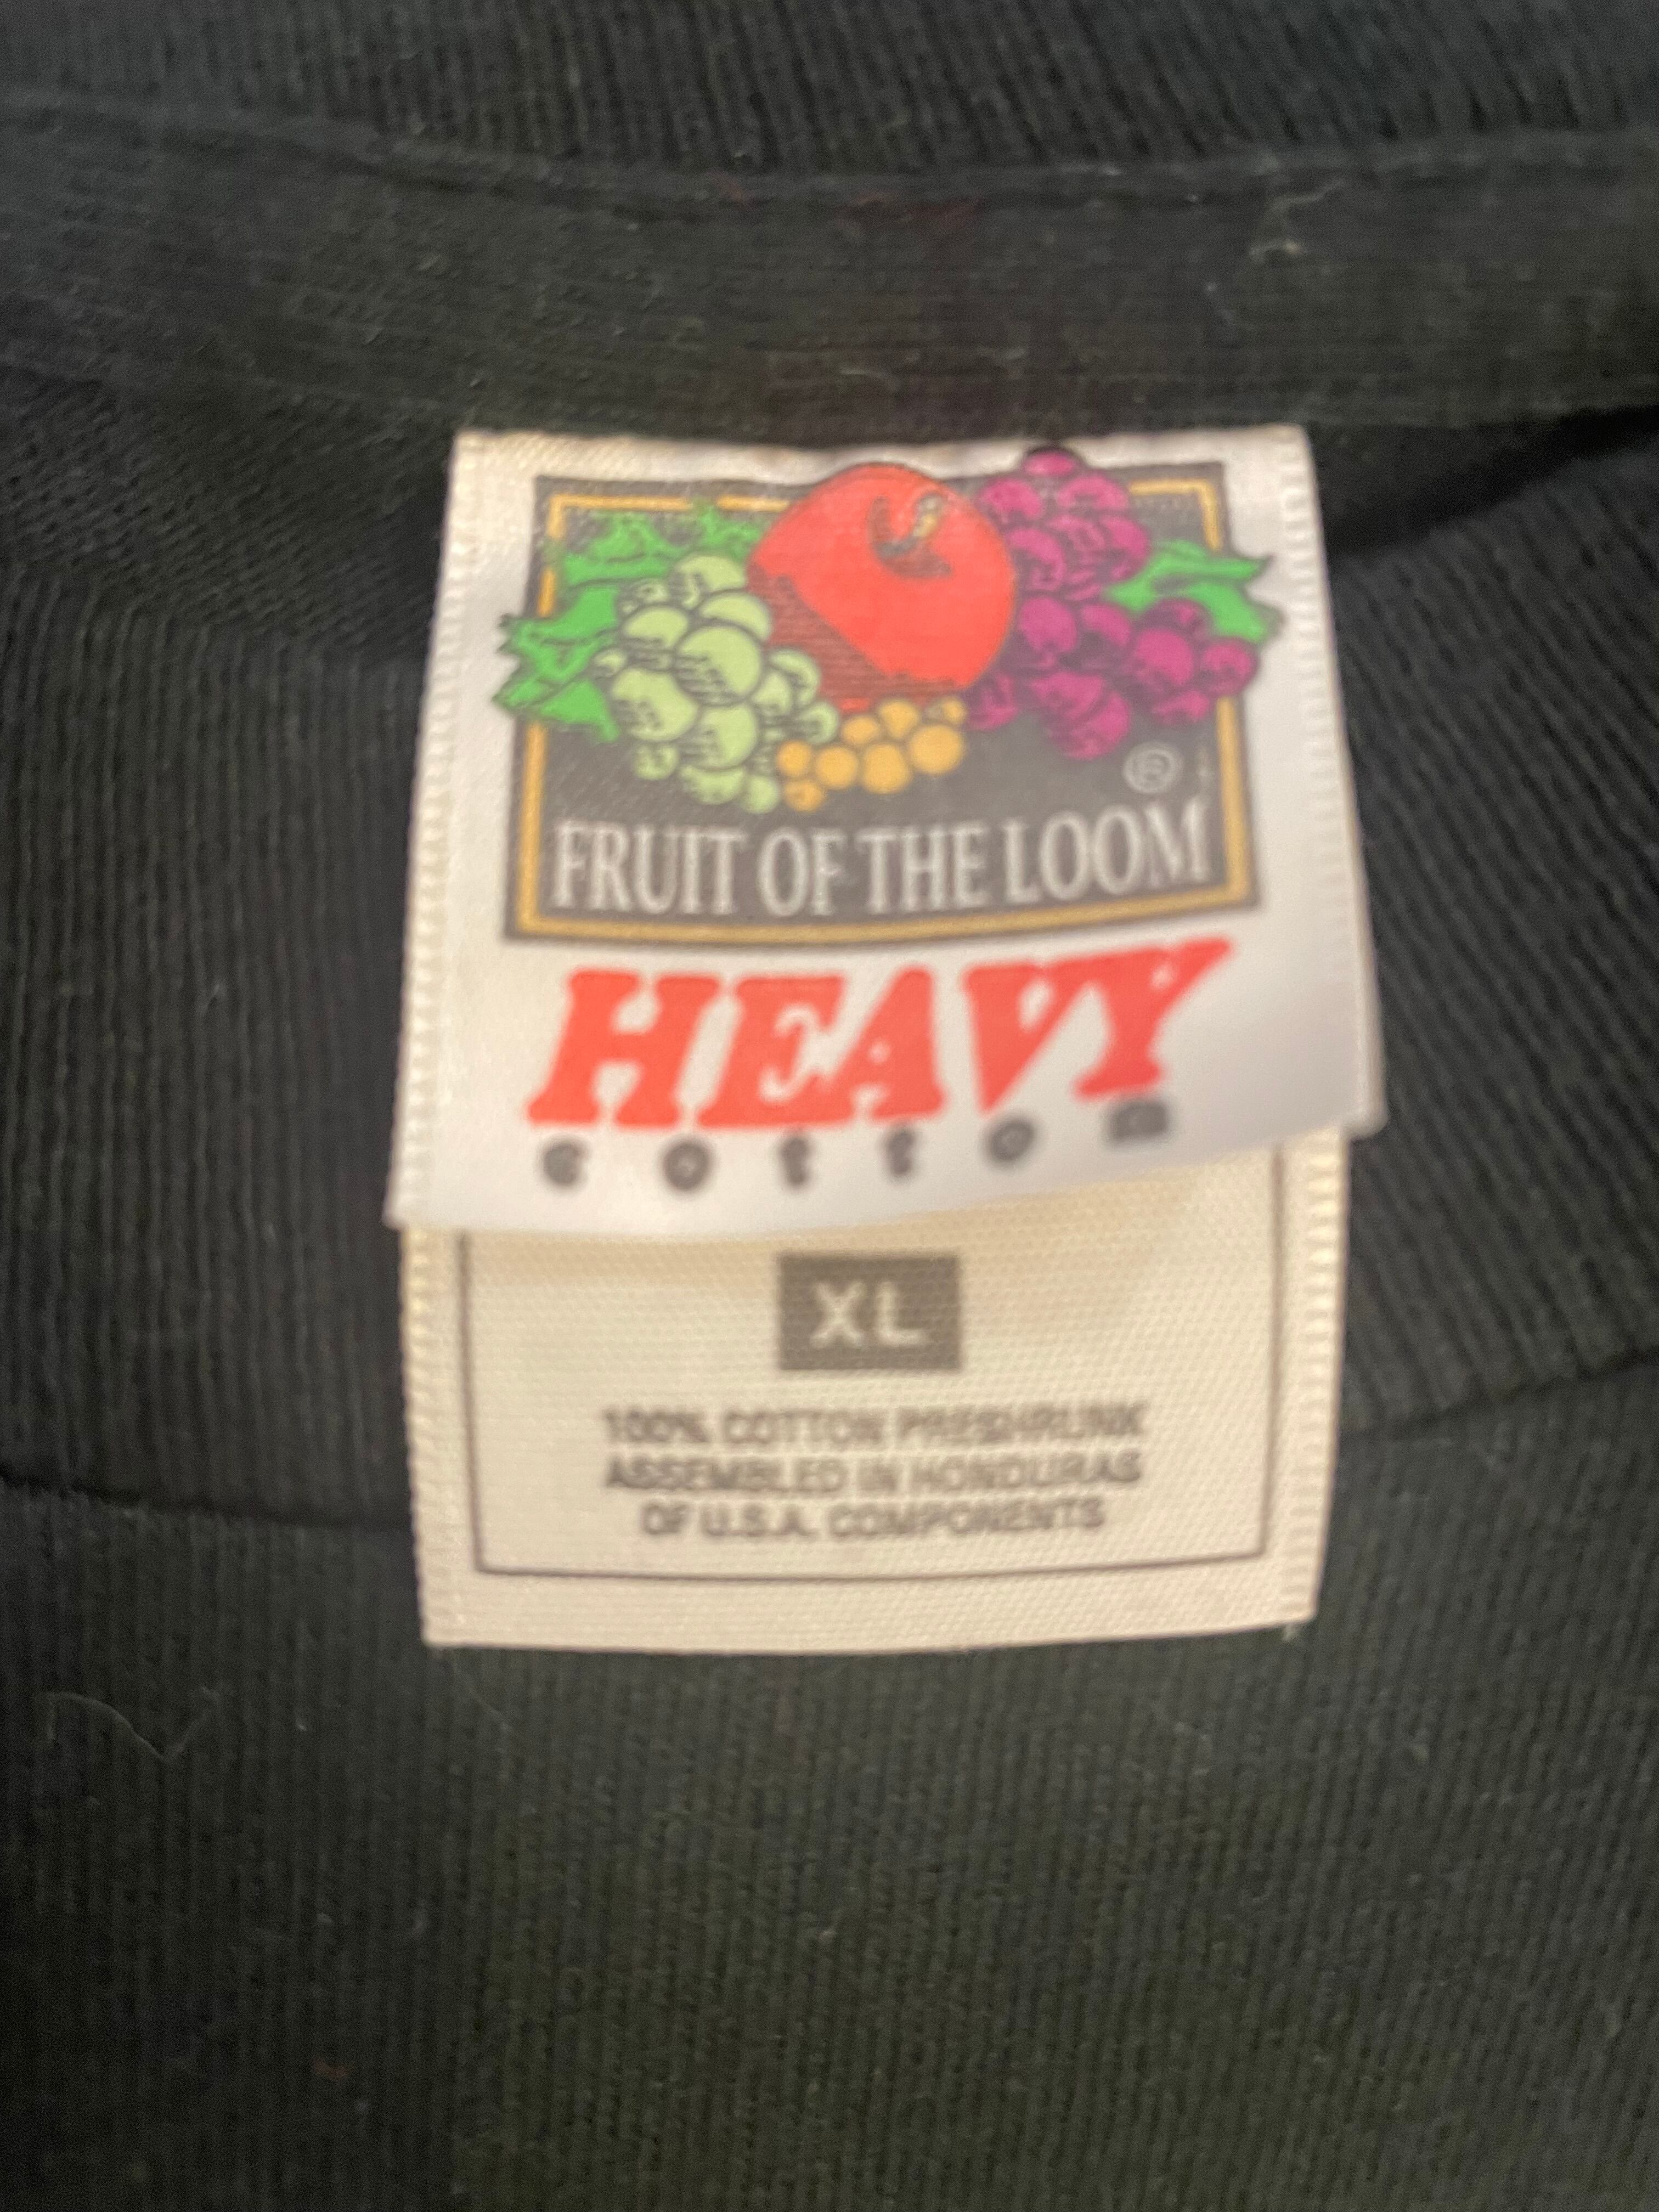 ®
FRUIT OF THE LOOM
HEAVY
cotton
XL
100% COTTON PRESHRUNK
ASSEMBLED IN HONDURAS
OF U.S.A. COMPONENTS